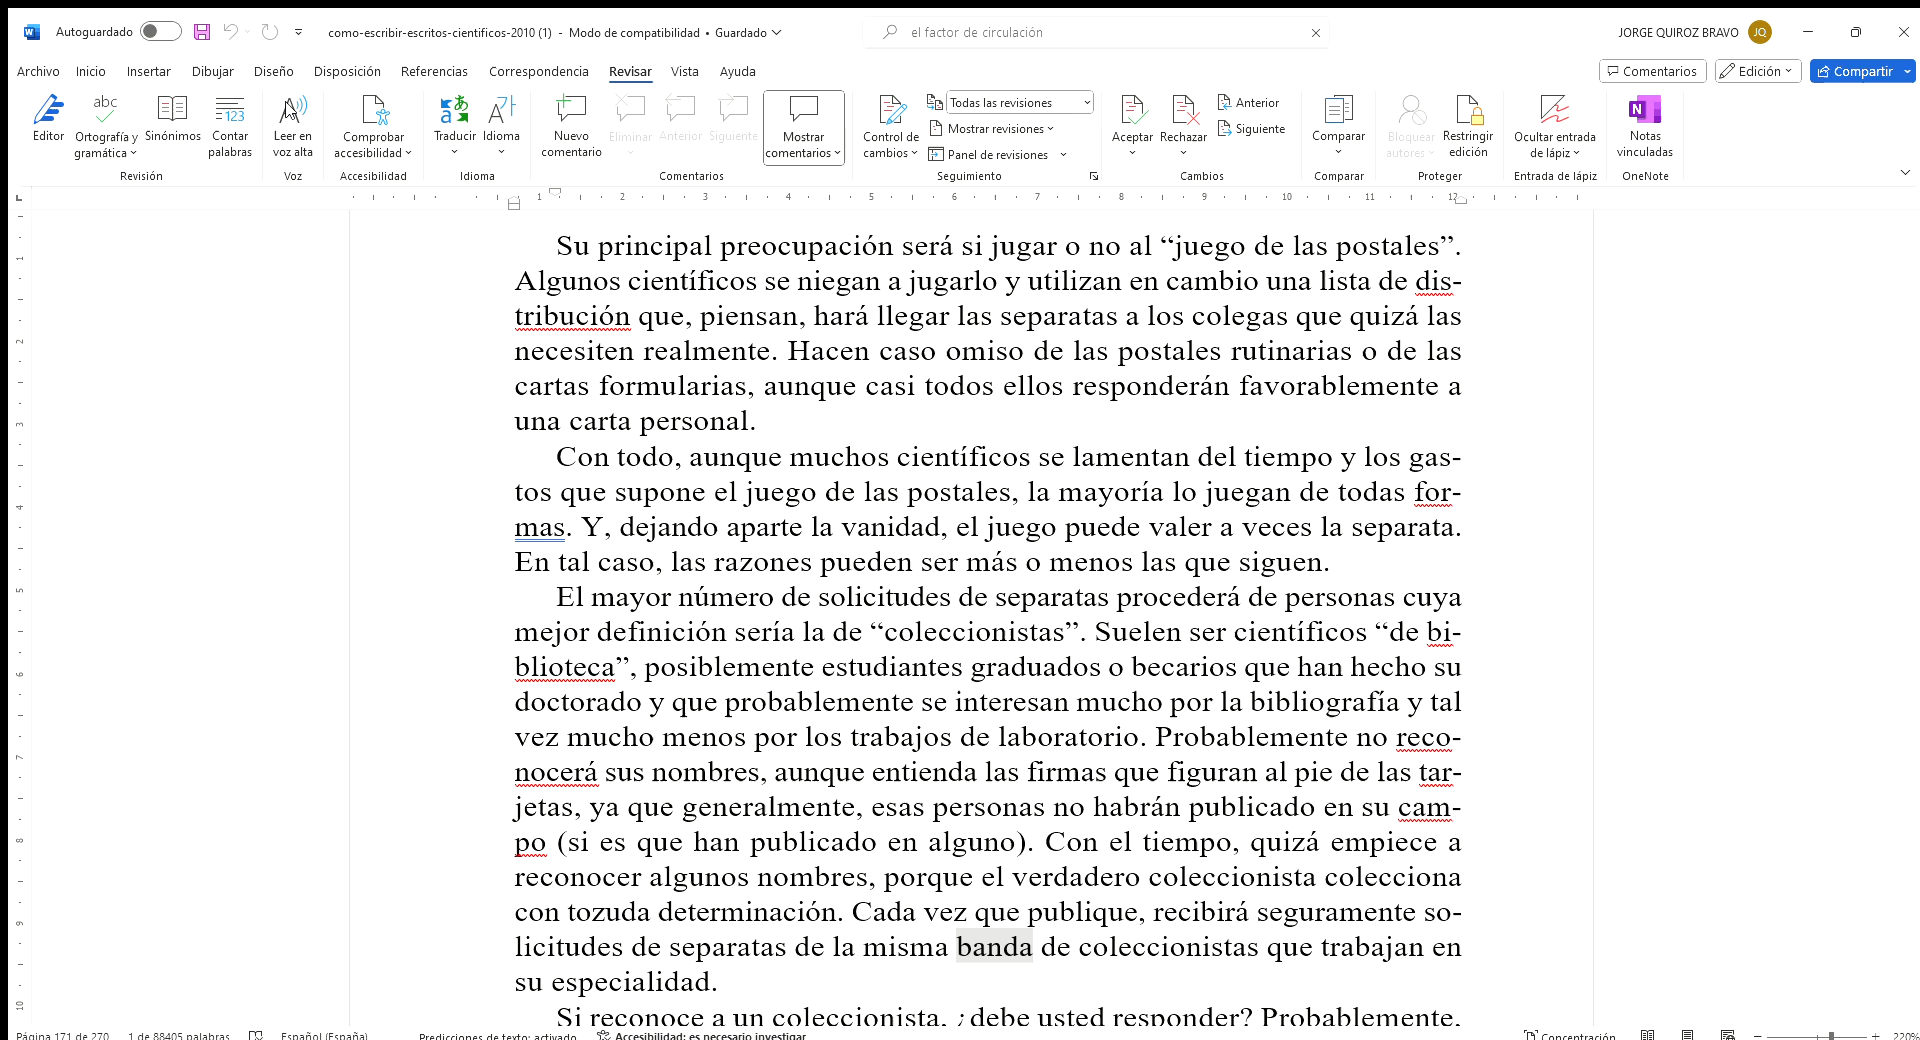 Autoguardado como-escribir-escritos-cientificos-2010 (1) - Modo de compatibilidad • Guardado el factor de circulación JORGE QUIROZ BRAVO JQ
Archivo Inicio Insertar Dibujar Diseño Disposición Referencias Correspondencia Revisar Vista Ayuda Comentarios Edición Compartir
Editor
Ortografía y
gramática
Sinónimos
Contar
palabras
Revisión
Leer en
voz alta
Voz
Comprobar
accesibilidad
Accesibilidad
Traducir
Idioma
Idioma
Nuevo
comentario
Eliminar
Anterior
Siguiente
Mostrar
comentarios
Comentarios
Control de
cambios
Todas las revisiones
Mostrar revisiones
Panel de revisiones
Seguimiento
Aceptar
Rechazar
Anterior
Siguiente
Cambios
Comparar
Comparar
Bloquear
autores
Restringir
edición
Proteger
Ocultar entrada
de lápiz
Entrada de lápiz
Notas
vinculadas
OneNote
1 2 3 4 5 6 7 8 9 10 11 12
Su principal preocupación será si jugar o no al “juego de las postales”.
Algunos científicos se niegan a jugarlo y utilizan en cambio una lista de dis-
tribución que, piensan, hará llegar las separatas a los colegas que quizá las
necesiten realmente. Hacen caso omiso de las postales rutinarias o de las
cartas formularias, aunque casi todos ellos responderán favorablemente a
una carta personal.
Con todo, aunque muchos científicos se lamentan del tiempo y los gas-
tos que supone el juego de las postales, la mayoría lo juegan de todas for-
mas. Y, dejando aparte la vanidad, el juego puede valer a veces la separata.
En tal caso, las razones pueden ser más o menos las que siguen.
El mayor número de solicitudes de separatas procederá de personas cuya
mejor definición sería la de “coleccionistas”. Suelen ser científicos “de bi-
blioteca”, posiblemente estudiantes graduados o becarios que han hecho su
doctorado y que probablemente se interesan mucho por la bibliografía y tal
vez mucho menos por los trabajos de laboratorio. Probablemente no reco-
nocerá sus nombres, aunque entienda las firmas que figuran al pie de las tar-
jetas, ya que generalmente, esas personas no habrán publicado en su cam-
po (si es que han publicado en alguno). Con el tiempo, quizá empiece a
reconocer algunos nombres, porque el verdadero coleccionista colecciona
con tozuda determinación. Cada vez que publique, recibirá seguramente so-
licitudes de separatas de la misma banda de coleccionistas que trabajan en
su especialidad.
Si reconoce a un coleccionista, ¿debe usted responder? Probablemente,
Página 171 de 270 1 de 88405 palabras Español (España) Predicciones de texto: activado Accesibilidad: es necesario investigar Concentración 220%